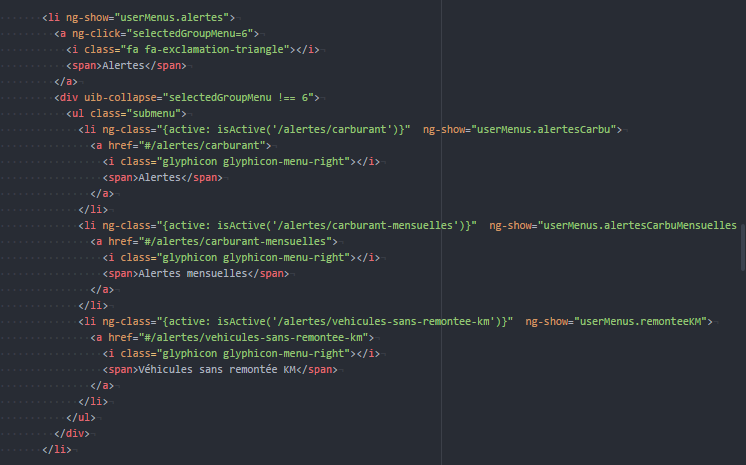 <li ng-show="userMenus.alertes">
<a ng-click="selectedGroupMenu=6">
<i class="fa fa-exclamation-triangle"></i>
<span>Alertes</span>
</a>
<div uib-collapse="selectedGroupMenu !== 6">
<ul class="submenu">
<li ng-class="{active: isActive('/alertes/carburant')}"  ng-show="userMenus.alertesCarbu">
<a href="#/alertes/carburant">
<i class="glyphicon glyphicon-menu-right"></i>
<span>Alertes</span>
</a>
</li>
<li ng-class="{active: isActive('/alertes/carburant-mensuelles')}"  ng-show="userMenus.alertesCarbuMensuelles
<a href="#/alertes/carburant-mensuelles">
<i class="glyphicon glyphicon-menu-right"></i>
<span>Alertes mensuelles</span>
</a>
</li>
<li ng-class="{active: isActive('/alertes/vehicules-sans-remontee-km')}"  ng-show="userMenus.remonteeKM">
<a href="#/alertes/vehicules-sans-remontee-km">
<i class="glyphicon glyphicon-menu-right"></i>
<span>Véhicules sans remontée KM</span>
</a>
</li>
</ul>
</div>
</li>